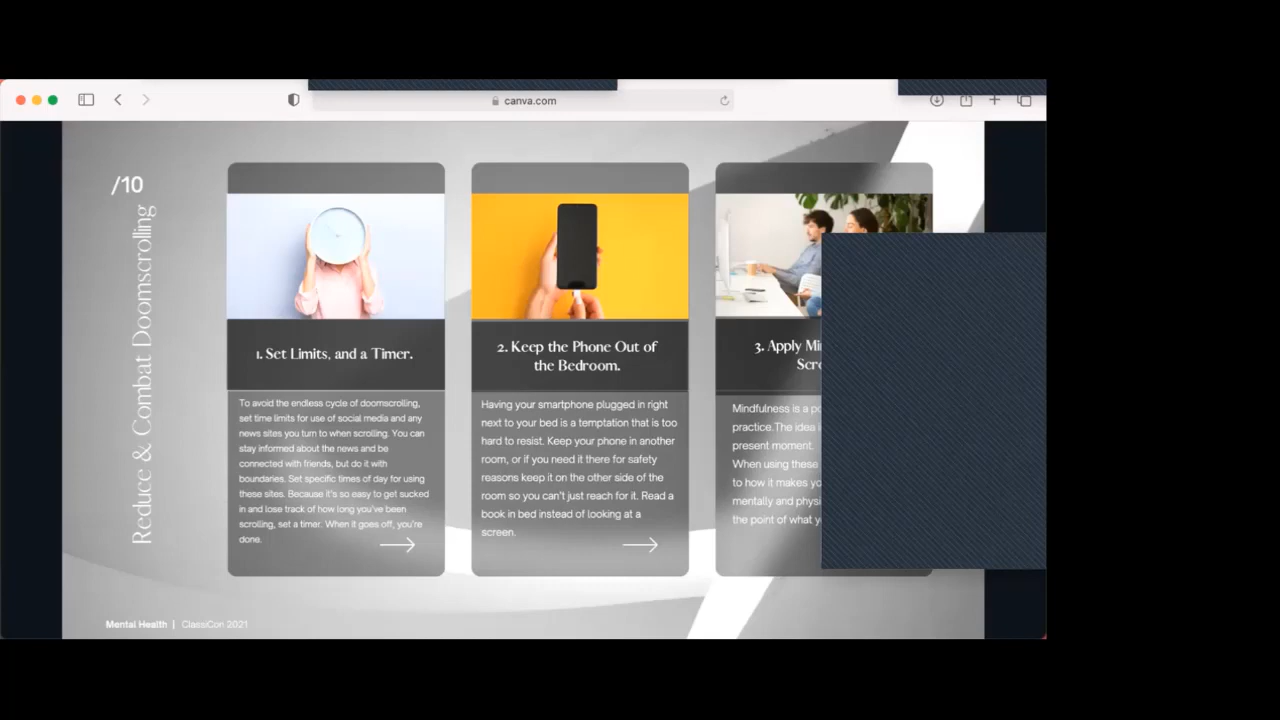 canva.com
/10
Reduce & Combat Doomscrolling
1. Set Limits, and a Timer.
To avoid the endless cycle of doomscrolling,
set time limits for use of social media and any
news sites you turn to when scrolling. You can
stay informed about the news and be
connected with friends, but do it with
boundaries. Set specific times of day for using
these sites. Because it's so easy to get sucked
in and lose track of how long you've been
scrolling, set a timer. When it goes off, you're
done.
2. Keep the Phone Out of
the Bedroom.
Having your smartphone plugged in right
next to your bed is a temptation that is too
hard to resist. Keep your phone in another
room, or if you need it there for safety
reasons keep it on the other side of the
room so you can't just reach for it. Read a
book in bed instead of looking at a
screen.
3. Apply
Mindfulness is a
practice.The idea
present moment.
When using these
to how it makes
mentally and
the point of what
Mental Health | ClassiCon 2021